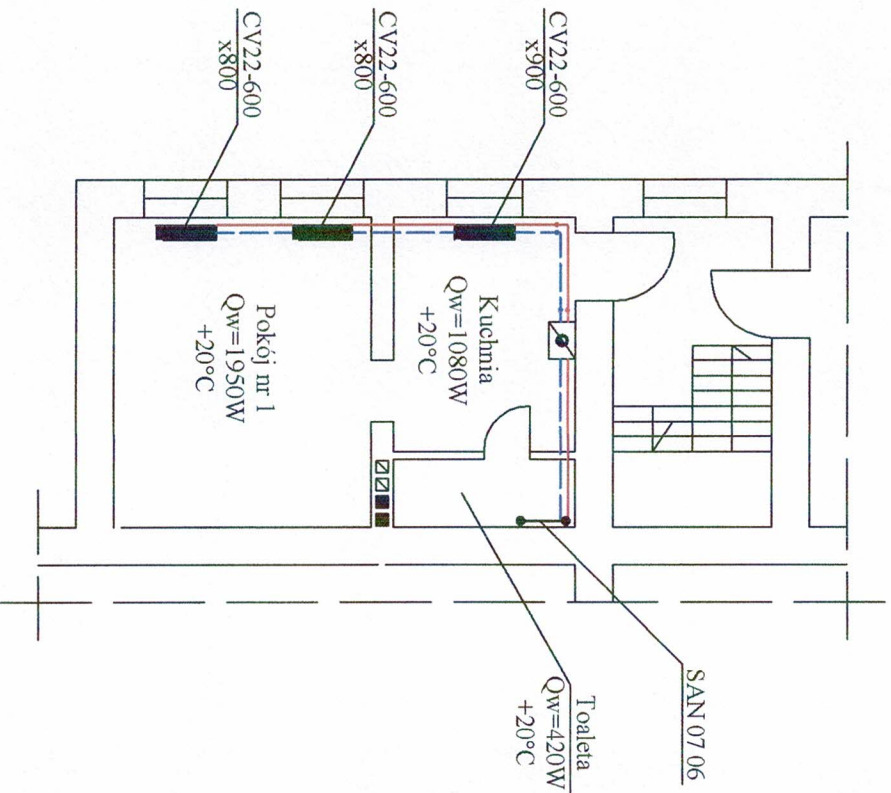 CV22-600
x900
CV22-600
x800
CV22-600
x800
Kuchnia
Qw=1080W
+20°C
Pokój nr 1
Qw=1950W
+20°C
SAN 07 06
Toaleta
Qw=420W
+20°C